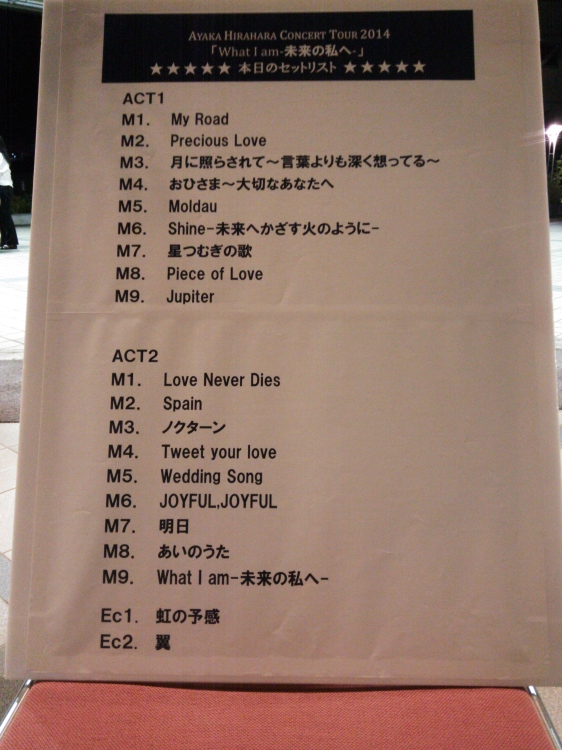 AYAKA HIRAHARA CONCERT TOUR 2014
「What I am-未来の私へ-」
★★★★★ 本日のセットリスト ★★★★★
ACT1
M1. My Road
M2. Precious Love
M3. 月に照らされて～言葉よりも深く想ってる～
M4. おひさま～大切なあなたへ
M5. Moldau
M6. Shine-未来へかざす火のように-
M7. 星つむぎの歌
M8. Piece of Love
M9. Jupiter
ACT2
M1. Love Never Dies
M2. Spain
M3. ノクターン
M4. Tweet your love
M5. Wedding Song
M6. JOYFUL,JOYFUL
M7. 明日
M8. あいのうた
M9. What I am-未来の私へ-
Ec1. 虹の予感
Ec2. 翼